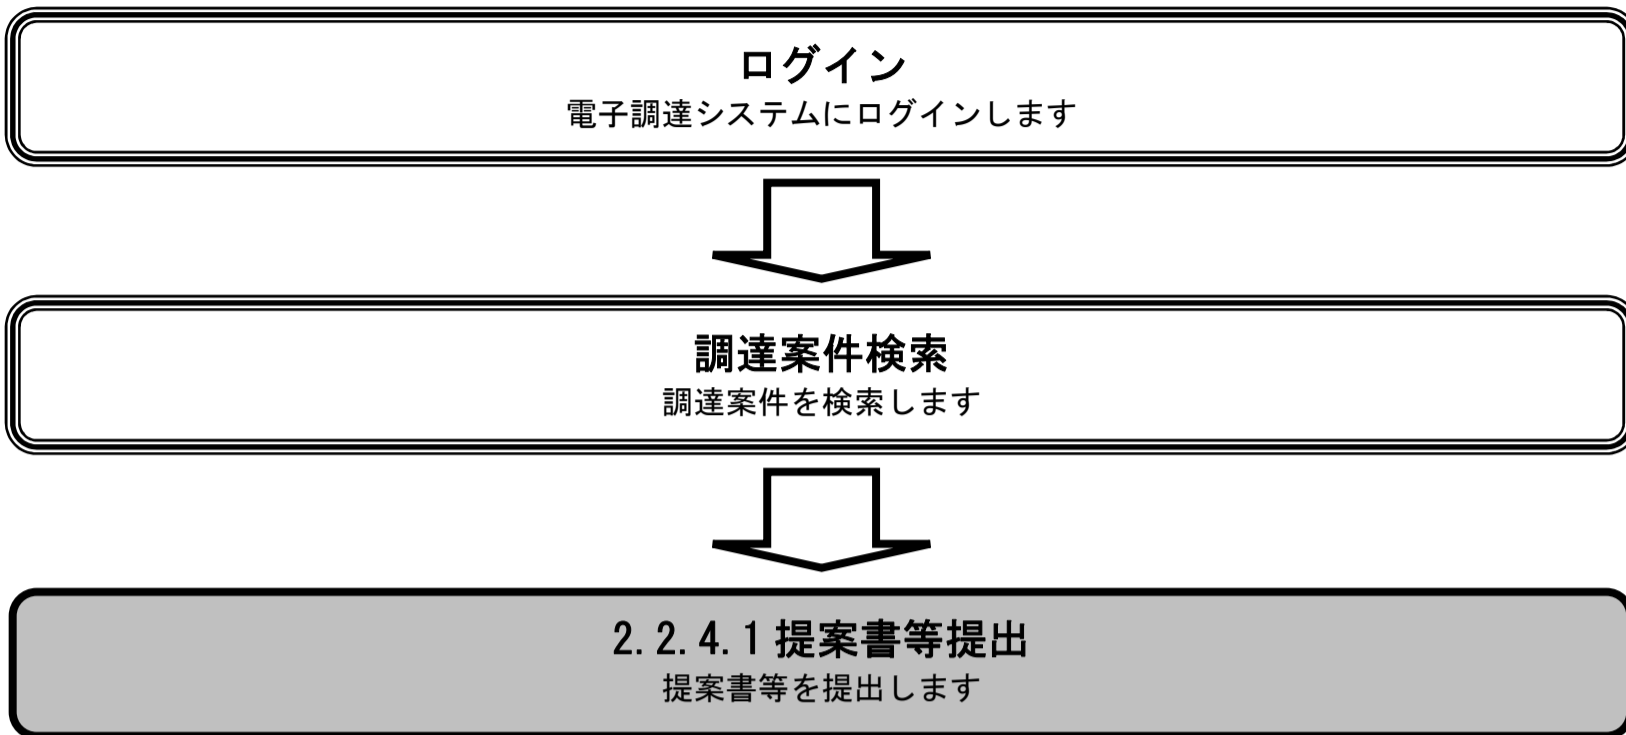 ログイン
電子調達システムにログインします
調達案件検索
調達案件を検索します
2.2.4.1 提案書等提出
提案書等を提出します